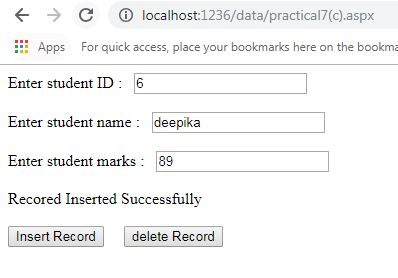 localhost:1236/data/practical7(c).aspx
Apps For quick access, place your bookmarks here on the bookma
Enter student ID : 6
Enter student name : deepika
Enter student marks : 89
Recored Inserted Successfully
Insert Record delete Record